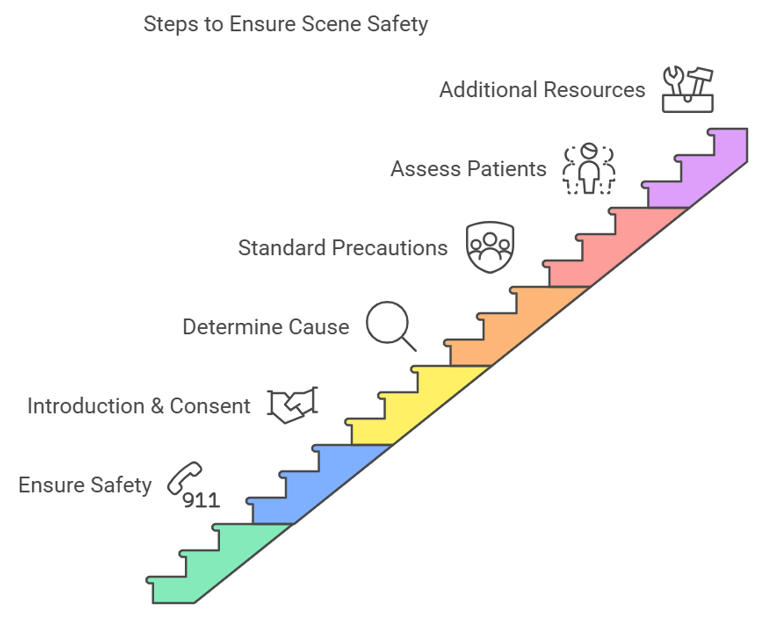 Steps to Ensure Scene Safety
Additional Resources
Assess Patients
Standard Precautions
Determine Cause
Introduction & Consent
Ensure Safety
911